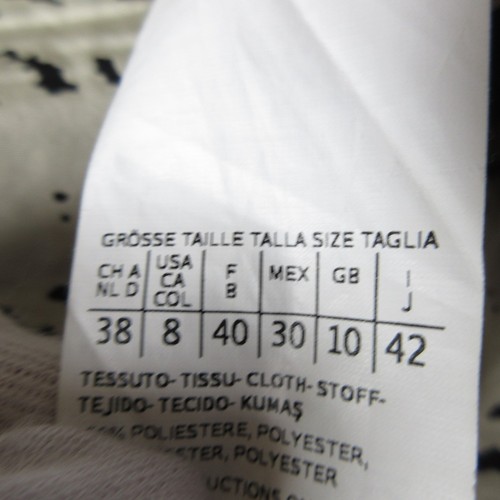 GRÖSSE TAILLE TALLA SIZE TAGLIA
CH A NL D USA CA COL F B MEX GB I J
38 8 40 30 10 42
TESSUTO- TISSU- CLOTH- STOFF-
TEJIDO- TECIDO- KUMAŞ
POLIESTERE, POLYESTER,
POLYESTER